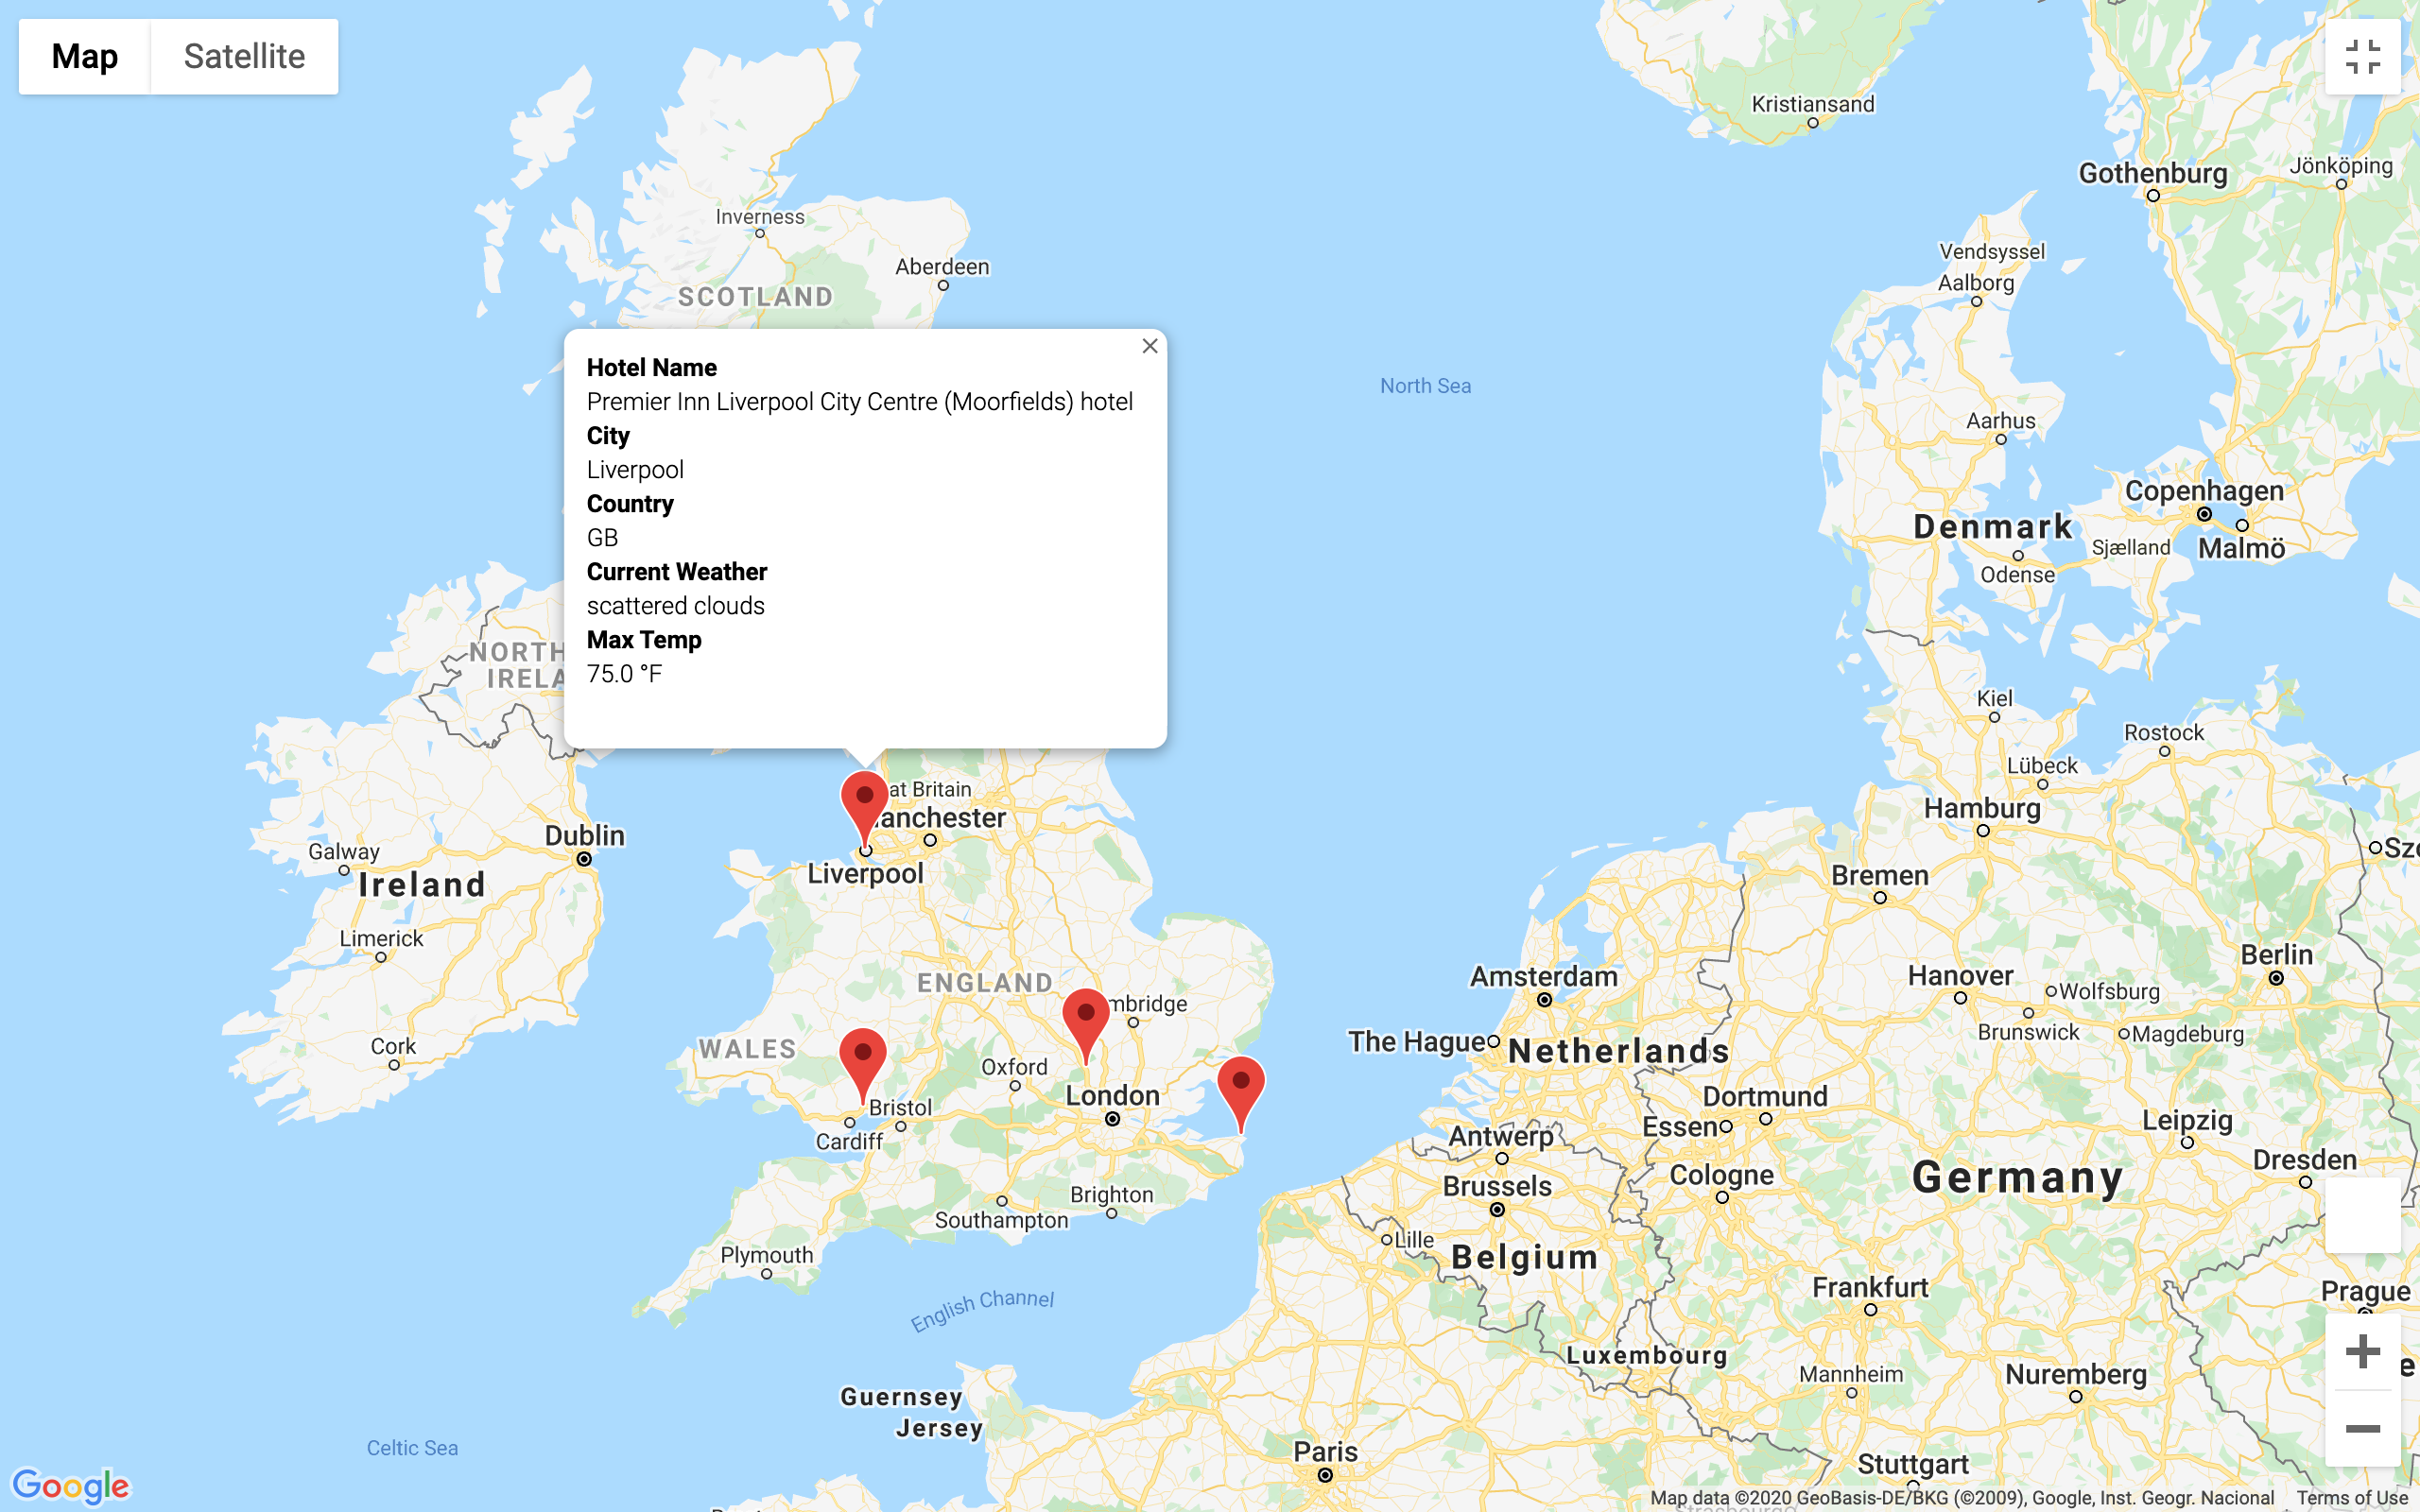 Map
Satellite
Kristiansand
Gothenburg
Jönköping
Inverness
Aberdeen
SCOTLAND
Vendsyssel
Aalborg
Hotel Name
Premier Inn Liverpool City Centre (Moorfields) hotel
City
Liverpool
Country
GB
Current Weather
scattered clouds
Max Temp
75.0 °F
North Sea
Aarhus
Copenhagen
Denmark
Sjælland
Malmö
Odense
NORTH
IRELA
Kiel
Rostock
Lübeck
Hamburg
at Britain
anchester
Liverpool
Dublin
Galway
Ireland
Limerick
Cork
Bremen
Szc
Berlin
Hanover
Wolfsburg
Brunswick
Magdeburg
Amsterdam
The Hague
Netherlands
ENGLAND
mbridge
WALES
Oxford
London
Bristol
Cardiff
Dortmund
Essen
Antwerp
Leipzig
Dresden
Cologne
Brussels
Germany
Brighton
Southampton
Plymouth
Lille
Belgium
English Channel
Frankfurt
Prague
Luxembourg
Mannheim
Nuremberg
e
Guernsey
Jersey
Celtic Sea
Paris
Stuttgart
Google
Map data ©2020 GeoBasis-DE/BKG (©2009), Google, Inst. Geogr. Nacional
Terms of Use